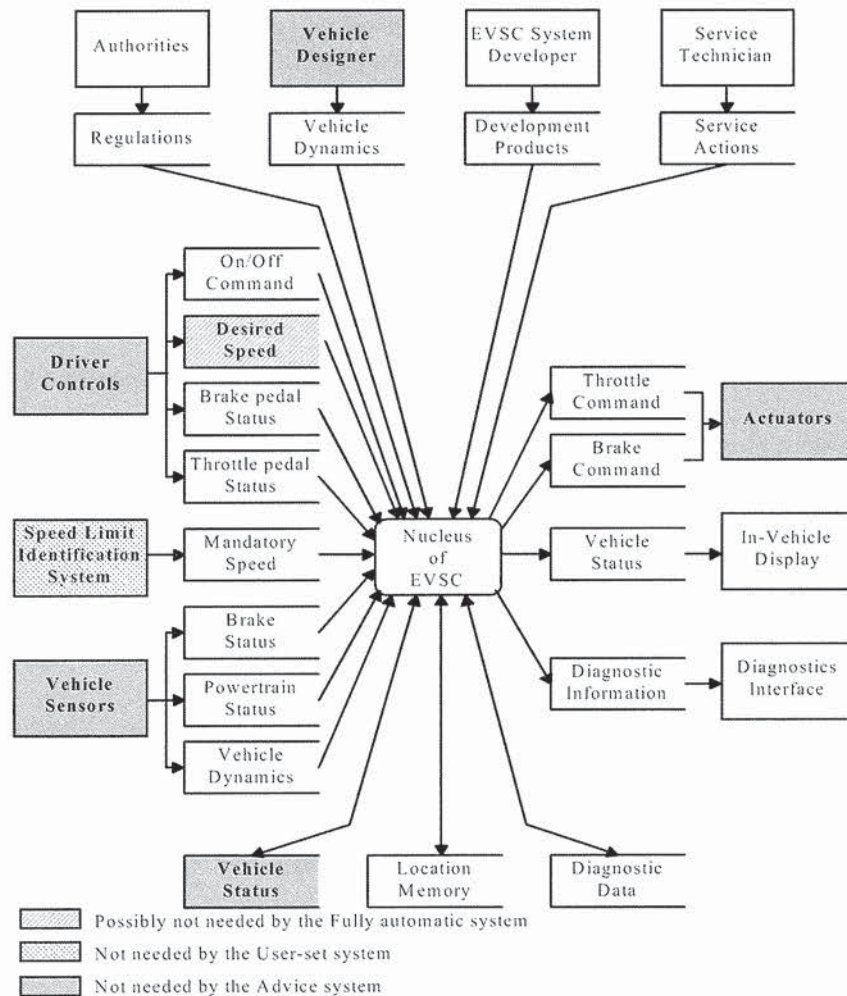 Authorities
Vehicle
Designer
EVSC System
Developer
Service
Technician
Regulations
Vehicle
Dynamics
Development
Products
Service
Actions
On/Off
Command
Desired
Speed
Driver
Controls
Brake pedal
Status
Throttle pedal
Status
Throttle
Command
Brake
Command
Actuators
Speed Limit
Identification
System
Mandatory
Speed
Nucleus
of
EVSC
Vehicle
Status
In-Vehicle
Display
Vehicle
Sensors
Brake
Status
Powertrain
Status
Vehicle
Dynamics
Diagnostic
Information
Diagnostics
Interface
Vehicle
Status
Location
Memory
Diagnostic
Data
Possibly not needed by the Fully automatic system
Not needed by the User-set system
Not needed by the Advice system